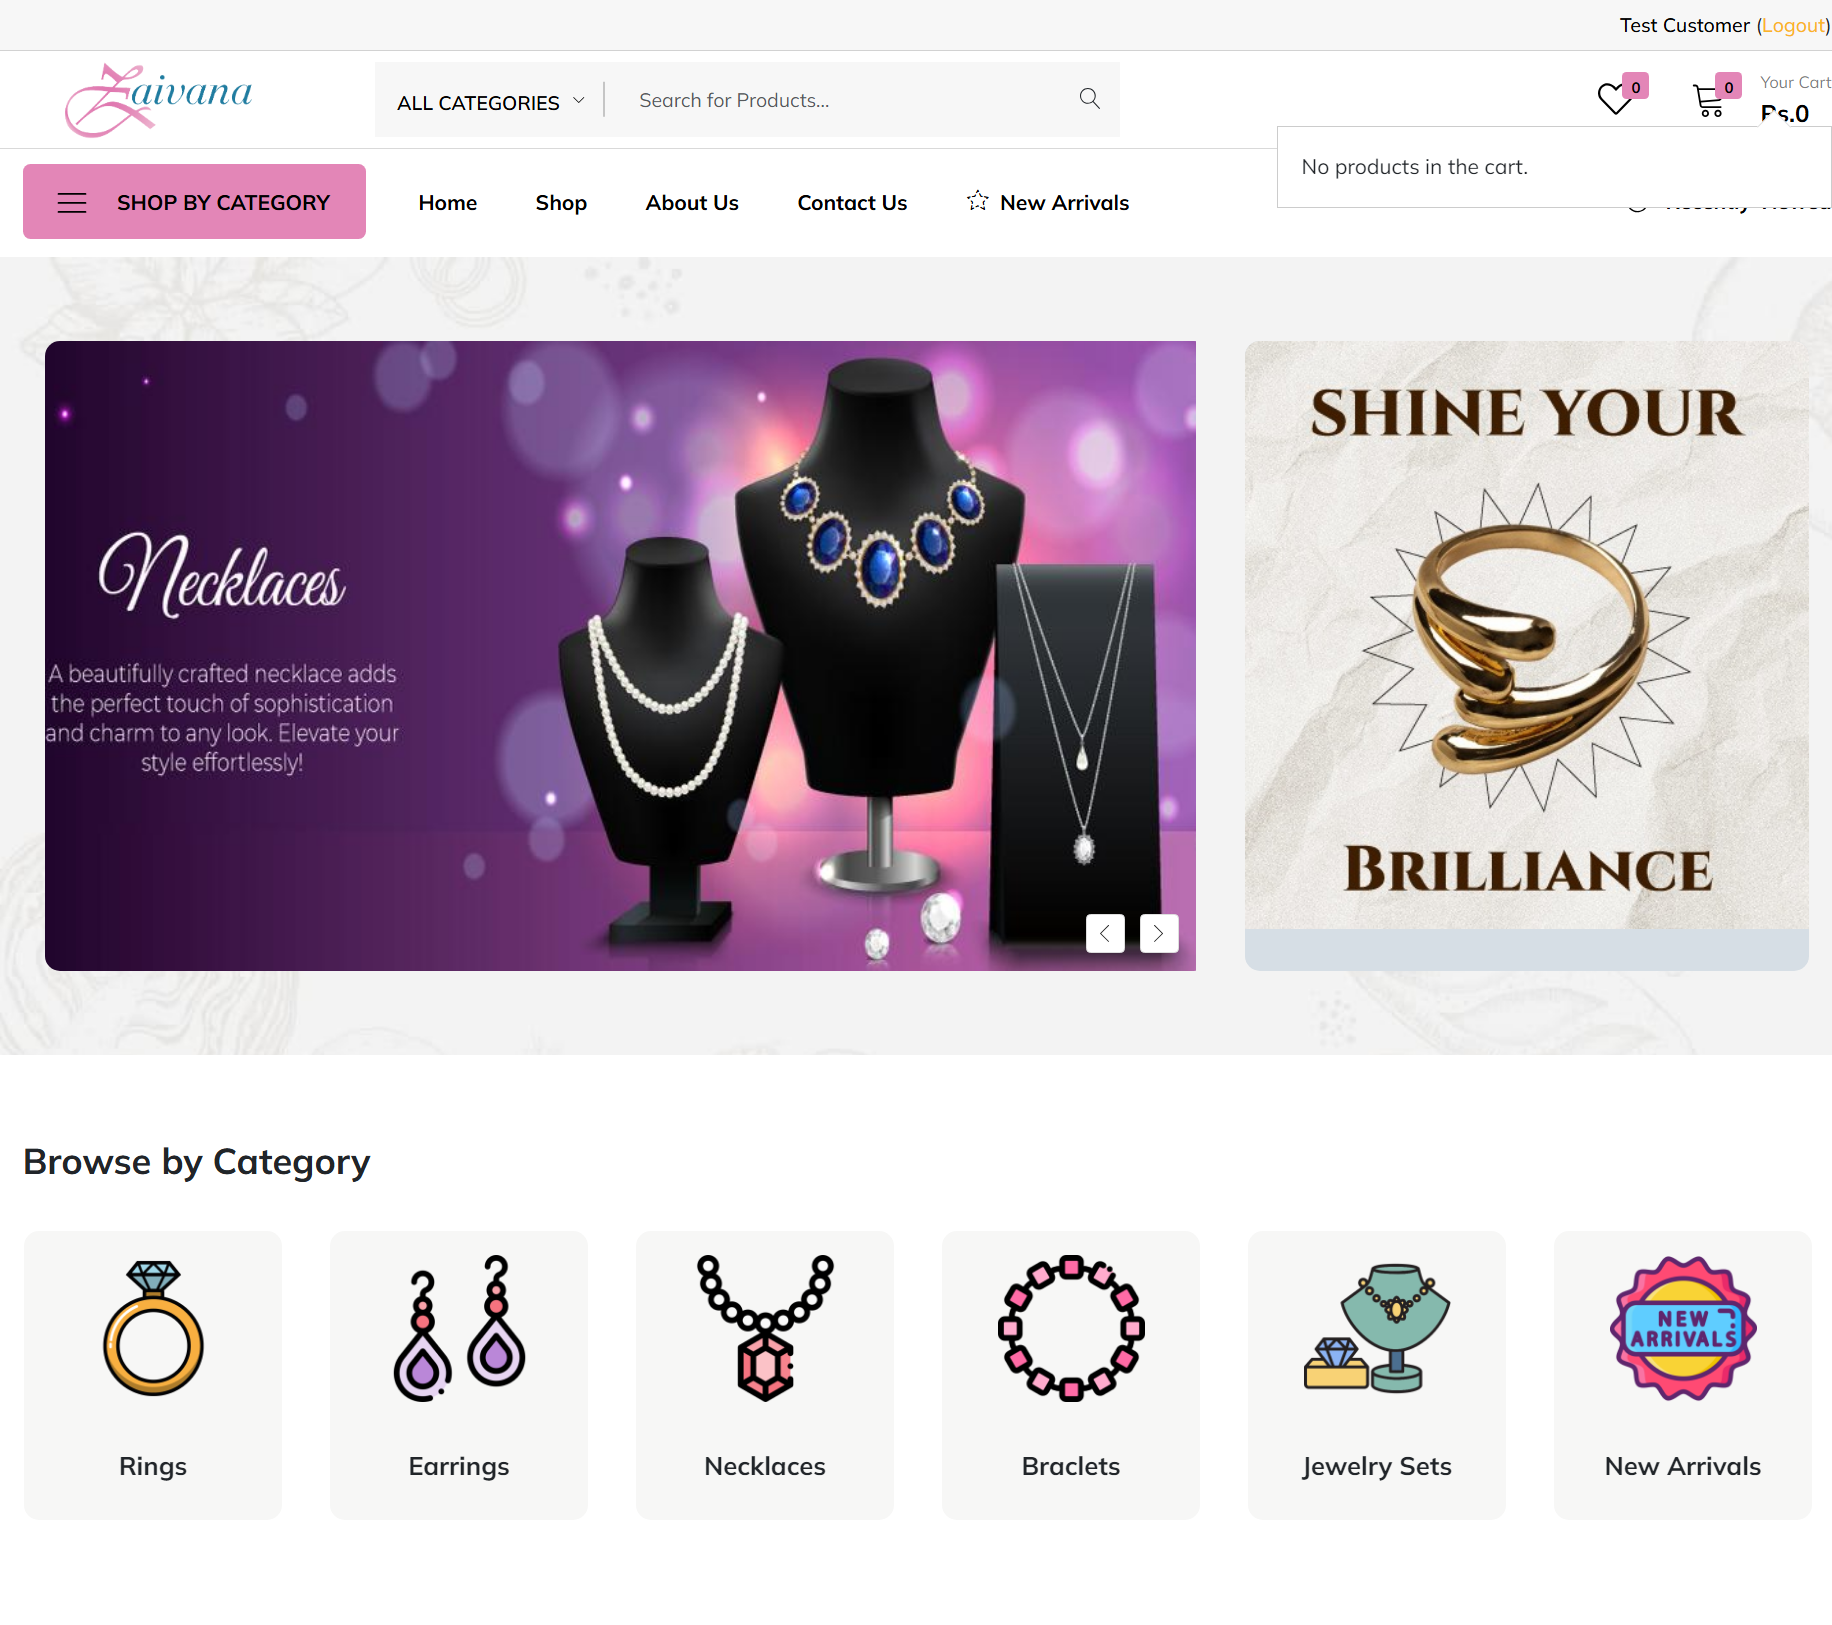 Test Customer (Logout)
Zaivana
ALL CATEGORIES
Search for Products...
0
0
Your Cart
Rs.0
No products in the cart.
SHOP BY CATEGORY
Home
Shop
About Us
Contact Us
New Arrivals
Necklaces
A beautifully crafted necklace adds
the perfect touch of sophistication
and charm to any look. Elevate your
style effortlessly!
SHINE YOUR
BRILLIANCE
Browse by Category
NEW
ARRIVALS
Rings
Earrings
Necklaces
Braclets
Jewelry Sets
New Arrivals